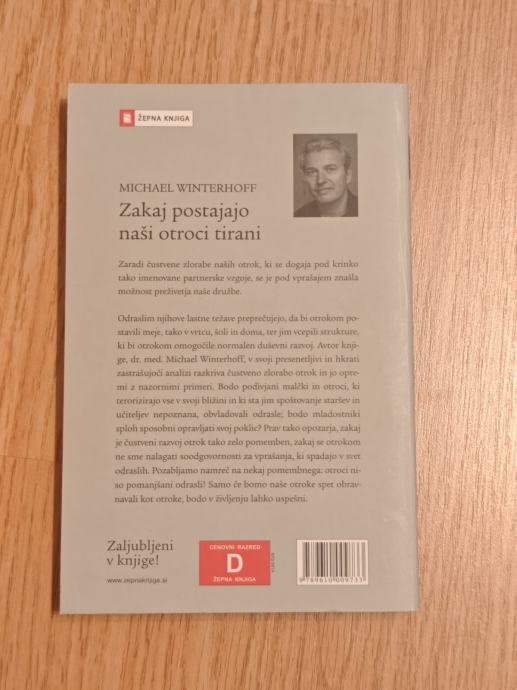 ŽEPNA KNJIGA
MICHAEL WINTERHOFF
Zakaj postajajo
naši otroci tirani
Zaradi čustvene zlorabe naših otrok, ki se dogaja pod krinko
tako imenovane partnerske vzgoje, se je pod vprašajem znašla
možnost preživetja naše družbe.
Odraslim njihove lastne težave preprečujejo, da bi otrokom po-
stavili meje, tako v vrtcu, šoli in doma, ter jim vcepili strukture,
ki bi otrokom omogočile normalen duševni razvoj. Avtor knji-
ge, dr. med. Michael Winterhoff, v svoji presenetljivi in hkrati
zastrašujoči analizi razkriva čustveno zlorabo otrok in jo opre-
mi z nazornimi primeri. Bodo podivjani malčki in otroci, ki
terorizirajo vse v svoji bližini in ki sta jim spoštovanje staršev in
učiteljev nepoznana, obvladovali odrasle; bodo mladostniki
sploh sposobni opravljati svoj poklic? Prav tako opozarja, zakaj
je čustveni razvoj otrok tako zelo pomemben, zakaj se otrokom
ne sme nalagati soodgovornosti za vprašanja, ki spadajo v svet
odraslih. Pozabljamo namreč na nekaj pomembnega: otroci ni-
so pomanjšani odrasli! Samo če bomo naše otroke spet obrav-
navali kot otroke, bodo v življenju lahko uspešni.
Zaljubljeni
v knjige!
www.zepnaknjiga.si
CENOVNI RAZRED
D
ŽEPNA KNJIGA
9 789610 009733